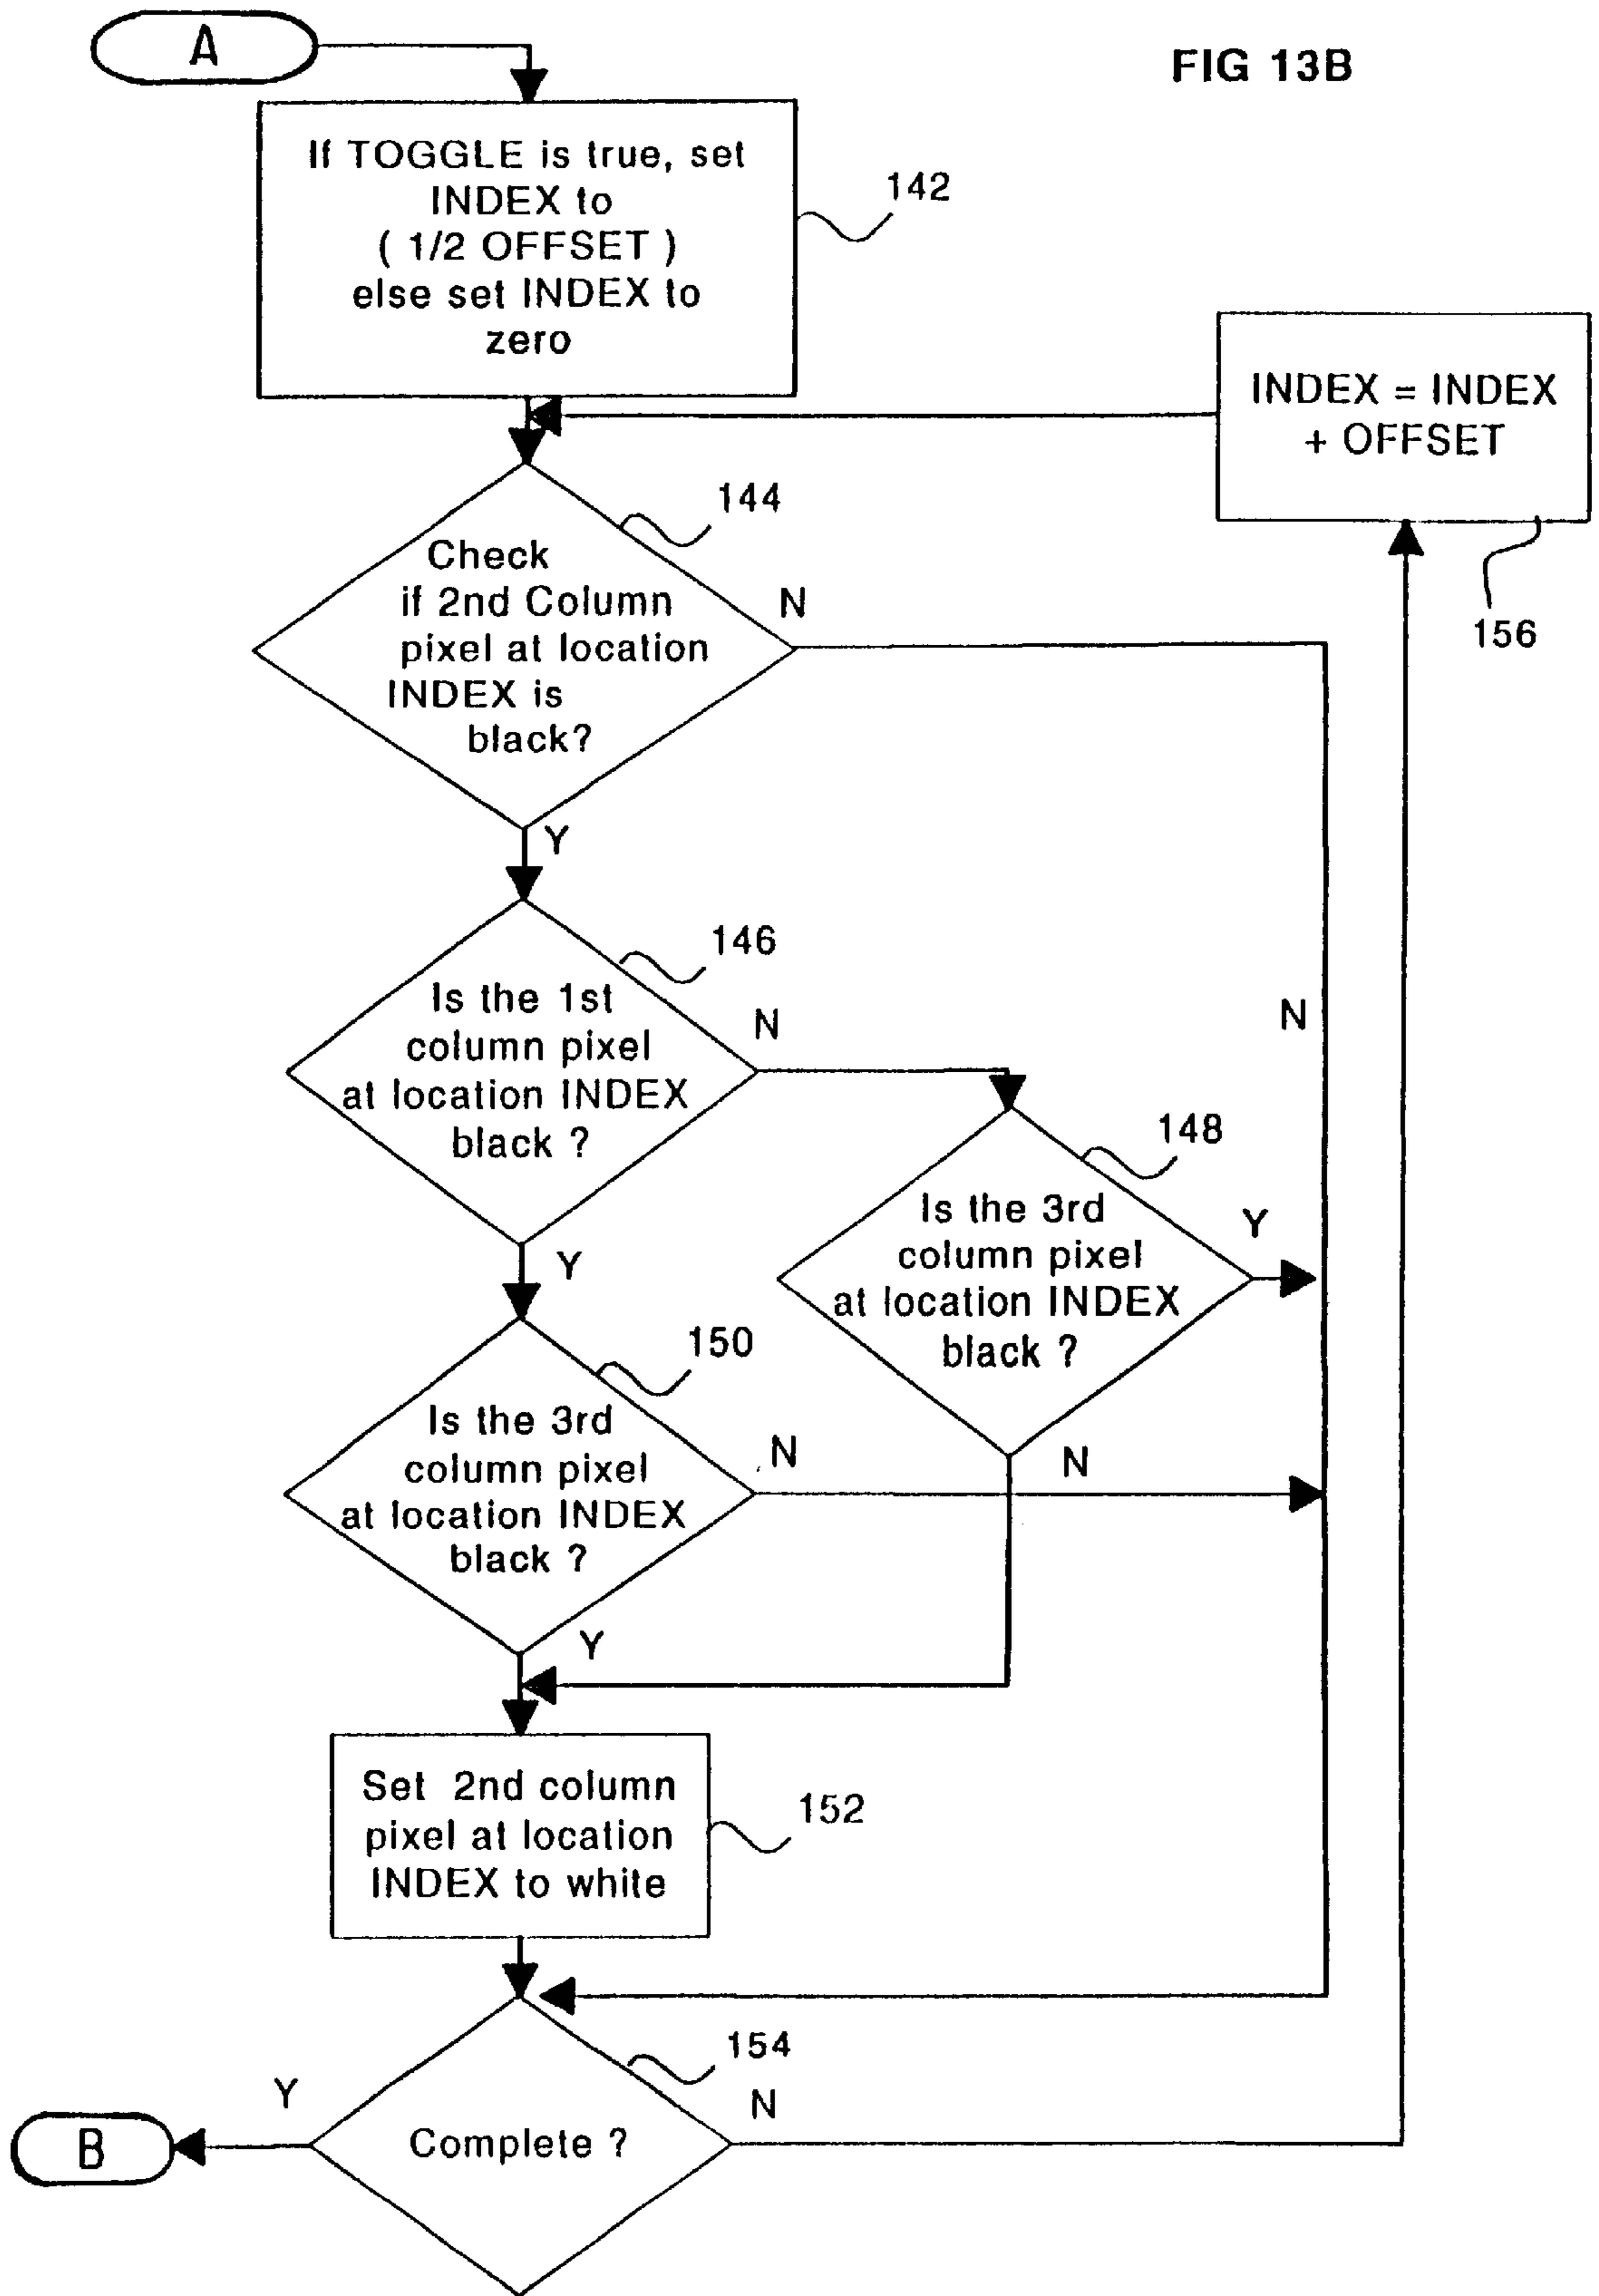 A
FIG 13B
If TOGGLE is true, set
INDEX to
( 1/2 OFFSET )
else set INDEX to
zero
142
INDEX = INDEX
+ OFFSET
156
144
Check
if 2nd Column
pixel at location
INDEX is
black?
N
Y
146
Is the 1st
column pixel
at location INDEX
black ?
N
N
Y
148
Is the 3rd
column pixel
at location INDEX
black ?
Y
N
150
Is the 3rd
column pixel
at location INDEX
black ?
N
Y
Set 2nd column
pixel at location
INDEX to white
152
154
Complete ?
Y
N
B